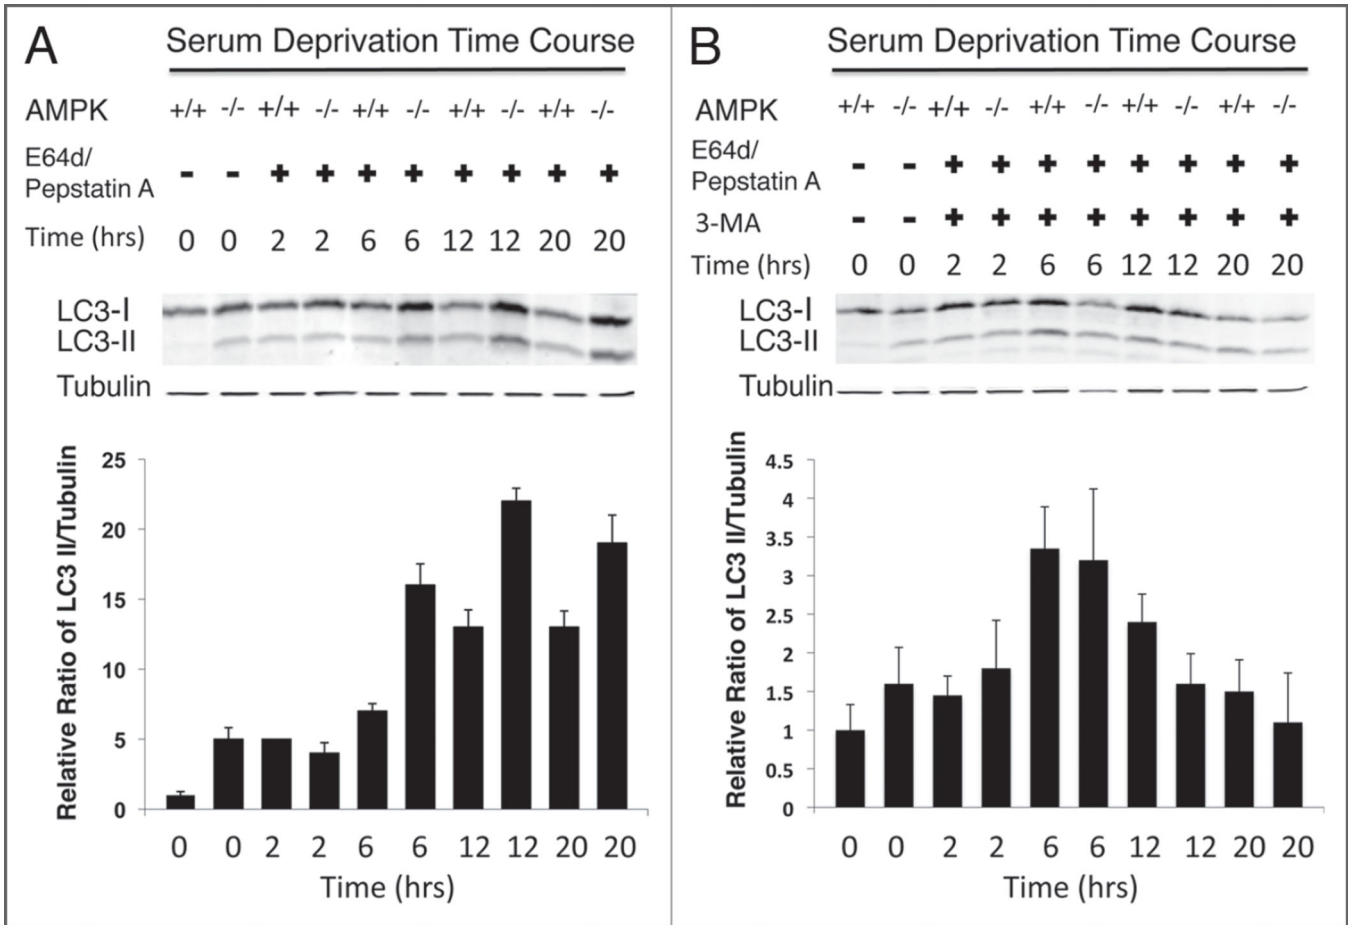 A
Serum Deprivation Time Course
AMPK +/+ -/- +/+ -/- +/+ -/- +/+ -/- +/+ -/-
E64d/
Pepstatin A - - + + + + + + + +
Time (hrs) 0 0 2 2 6 6 12 12 20 20
LC3-I
LC3-II
Tubulin
Relative Ratio of LC3 II/Tubulin
25
20
15
10
5
0
0 0 2 2 6 6 12 12 20 20
Time (hrs)
B
Serum Deprivation Time Course
AMPK +/+ -/- +/+ -/- +/+ -/- +/+ -/- +/+ -/-
E64d/
Pepstatin A - - + + + + + + + +
3-MA - - + + + + + + + +
Time (hrs) 0 0 2 2 6 6 12 12 20 20
LC3-I
LC3-II
Tubulin
Relative Ratio of LC3 II/Tubulin
4.5
4
3.5
3
2.5
2
1.5
1
0.5
0
0 0 2 2 6 6 12 12 20 20
Time (hrs)